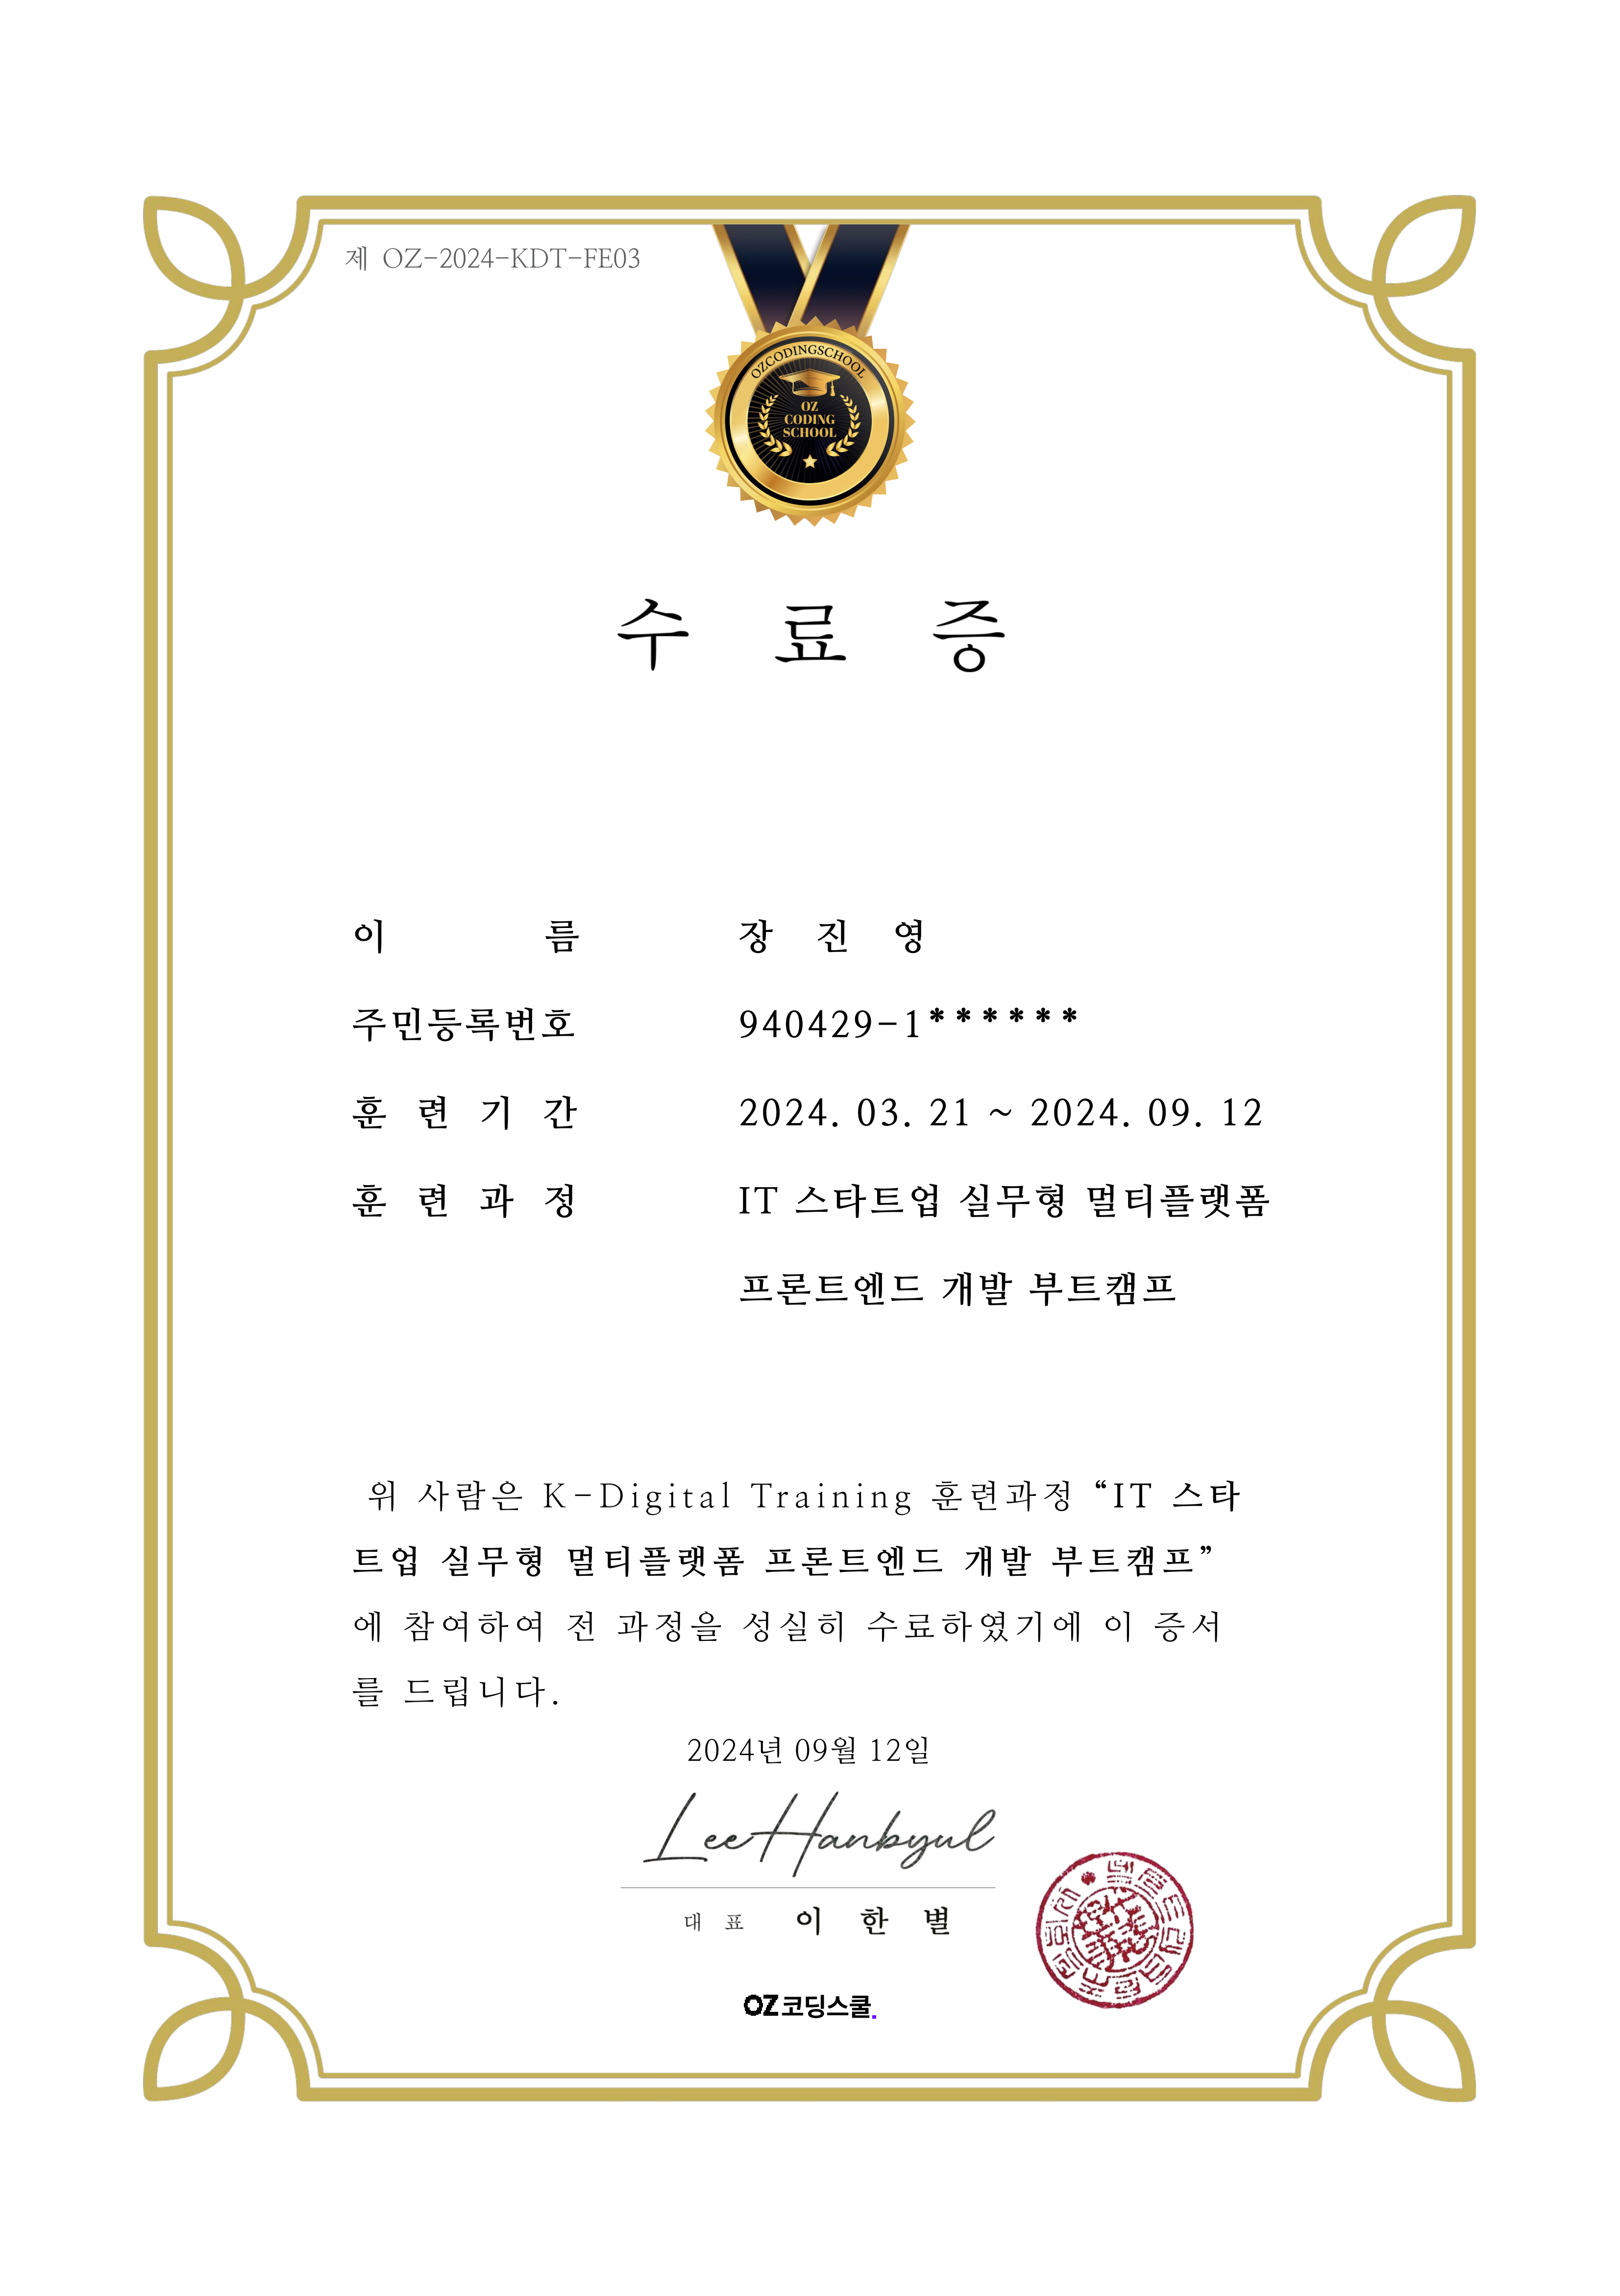 제 OZ-2024-KDT-FE03
OZCODINGSCHOOL
OZ
CODING
SCHOOL
수 료 증
이 름 장 진 영
주민등록번호 940429-1******
훈 련 기 간 2024. 03. 21 ~ 2024. 09. 12
훈 련 과 정 IT 스타트업 실무형 멀티플랫폼
프론트엔드 개발 부트캠프
위 사람은 K-Digital Training 훈련과정 “IT 스타
트업 실무형 멀티플랫폼 프론트엔드 개발 부트캠프”
에 참여하여 전 과정을 성실히 수료하였기에 이 증서
를 드립니다.
2024년 09월 12일
Lee Hanbyul
대 표 이 한 별
OZ코딩스쿨.